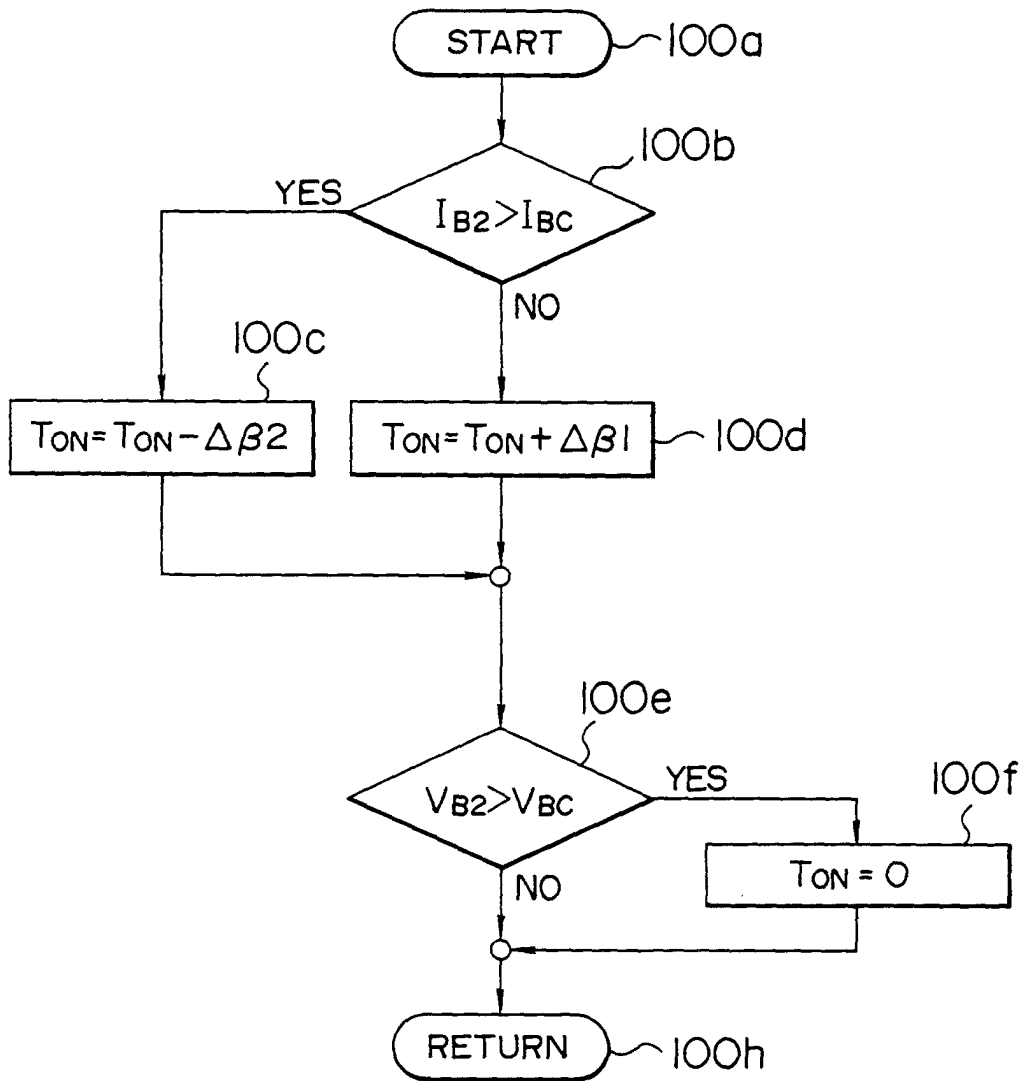 START
100a
100b
YES
IB2>IBC
NO
100c
TON=TON-Δβ2
TON=TON+Δβ1
100d
100e
VB2>VBC
YES
100f
TON=0
NO
RETURN
100h